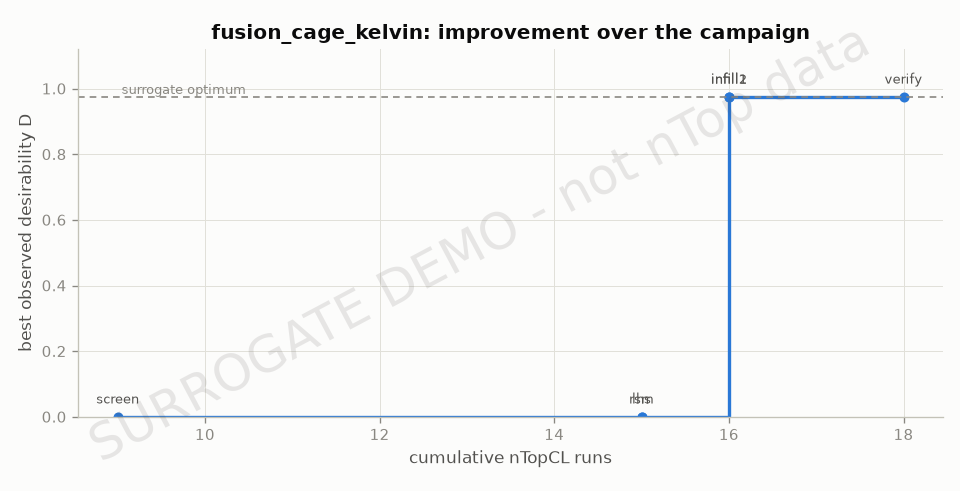 fusion_cage_kelvin: improvement over the campaign
SURROGATE DEMO - not nTop data
surrogate optimum
verify
screen
best observed desirability D
1.0
0.8
0.6
0.4
0.2
0.0
10
12
14
16
18
cumulative nTopCL runs